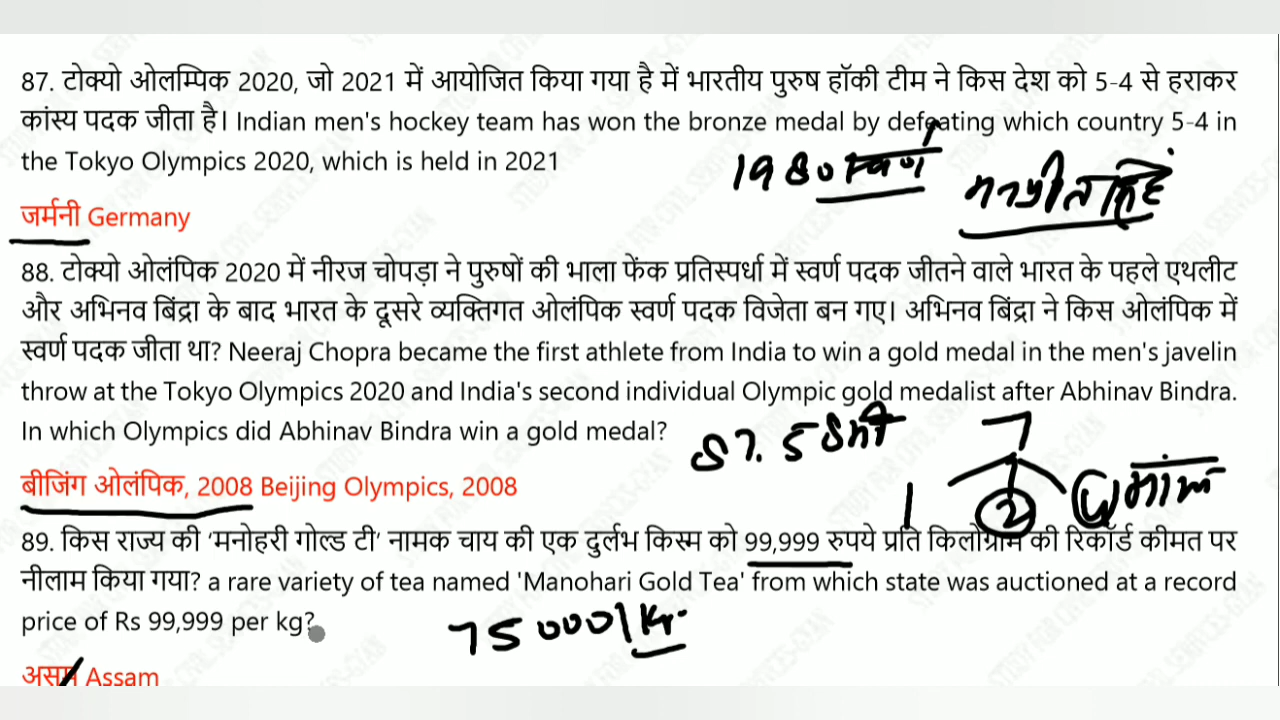 87. टोक्यो ओलम्पिक 2020, जो 2021 में आयोजित किया गया है में भारतीय पुरुष हॉकी टीम ने किस देश को 5-4 से हराकर
कांस्य पदक जीता है। Indian men's hockey team has won the bronze medal by defeating which country 5-4 in
the Tokyo Olympics 2020, which is held in 2021
1980 स्वर्ण
जर्मनी Germany
88. टोक्यो ओलंपिक 2020 में नीरज चोपड़ा ने पुरुषों की भाला फेंक प्रतिस्पर्धा में स्वर्ण पदक जीतने वाले भारत के पहले एथलीट
और अभिनव बिंद्रा के बाद भारत के दूसरे व्यक्तिगत ओलंपिक स्वर्ण पदक विजेता बन गए। अभिनव बिंद्रा ने किस ओलंपिक में
स्वर्ण पदक जीता था? Neeraj Chopra became the first athlete from India to win a gold medal in the men's javelin
throw at the Tokyo Olympics 2020 and India's second individual Olympic gold medalist after Abhinav Bindra.
In which Olympics did Abhinav Bindra win a gold medal?
87.58 मी
7
1 2
बीजिंग ओलंपिक, 2008 Beijing Olympics, 2008
89. किस राज्य की ‘मनोहरी गोल्ड टी’ नामक चाय की एक दुर्लभ किस्म को 99,999 रुपये प्रति किलोग्राम की रिकॉर्ड कीमत पर
नीलाम किया गया? a rare variety of tea named 'Manohari Gold Tea' from which state was auctioned at a record
price of Rs 99,999 per kg?
75000/
असम Assam